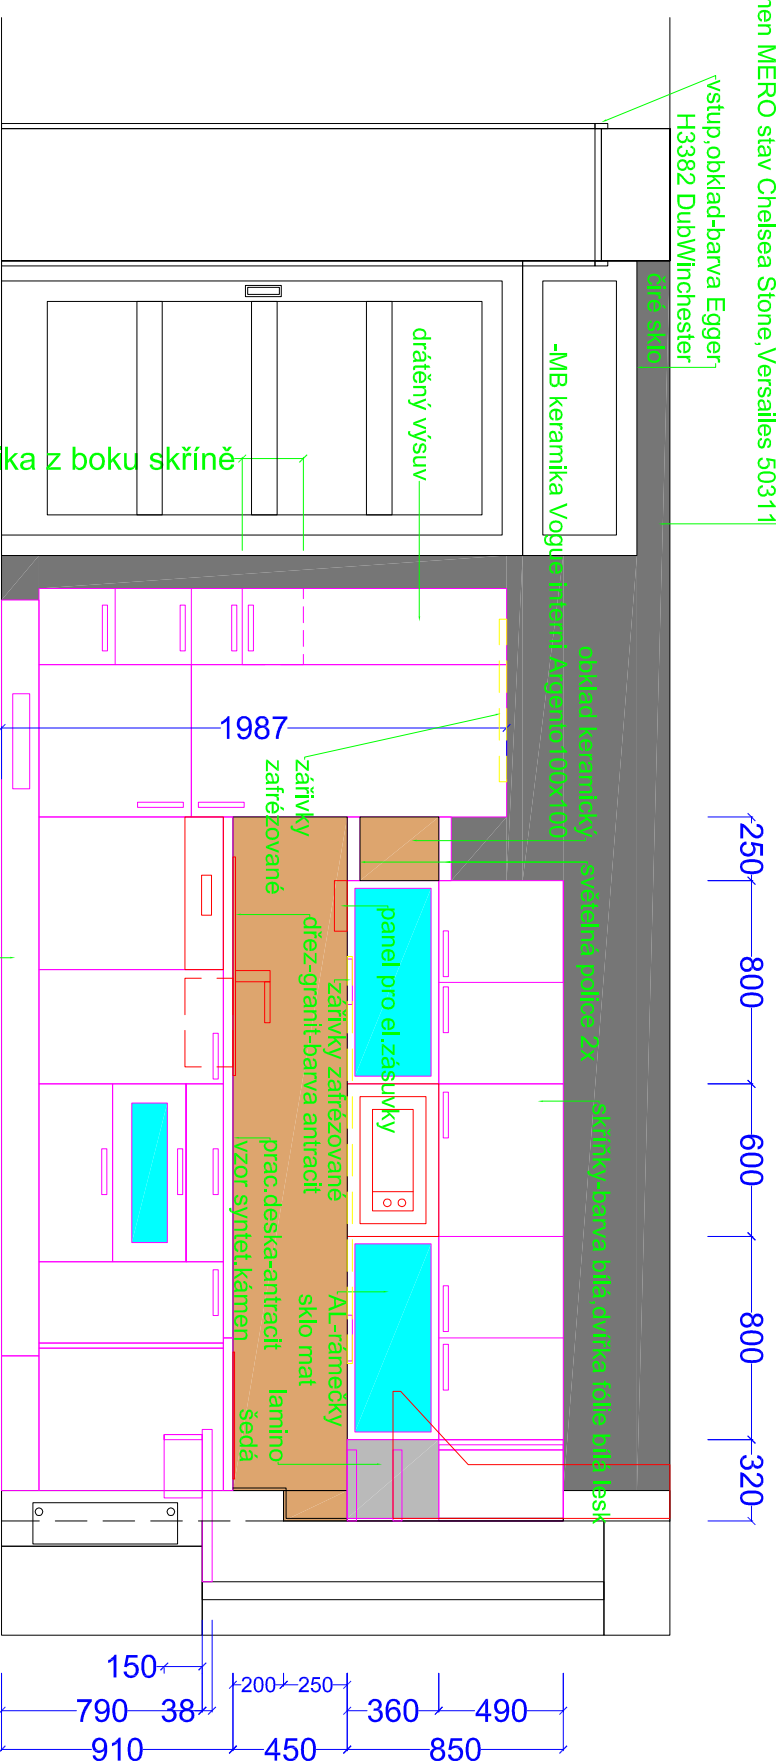 men MERO stav Chelsea Stone,Versailes 50311
vstup,obklad-barva Egger
H3382 DubWinchester
čiré sklo
-MB keramika Vogue interni Argento100x100
drátěný výsuv
ka z boku skříně
obklad keramický
světelná police 2x
skříňky-barva bílá,dvířka fólie bílá lesk
zářivky
zafrézované
panel pro el.zásuvky
zářivky zafrézované
dřez-granit-barva antracit
prac.deska-antracit
vzor syntet.kámen
AL-rámečky
sklo mat
lamino
šedá
1987
250
800
600
800
320
150
790
38
910
200
250
450
360
490
850